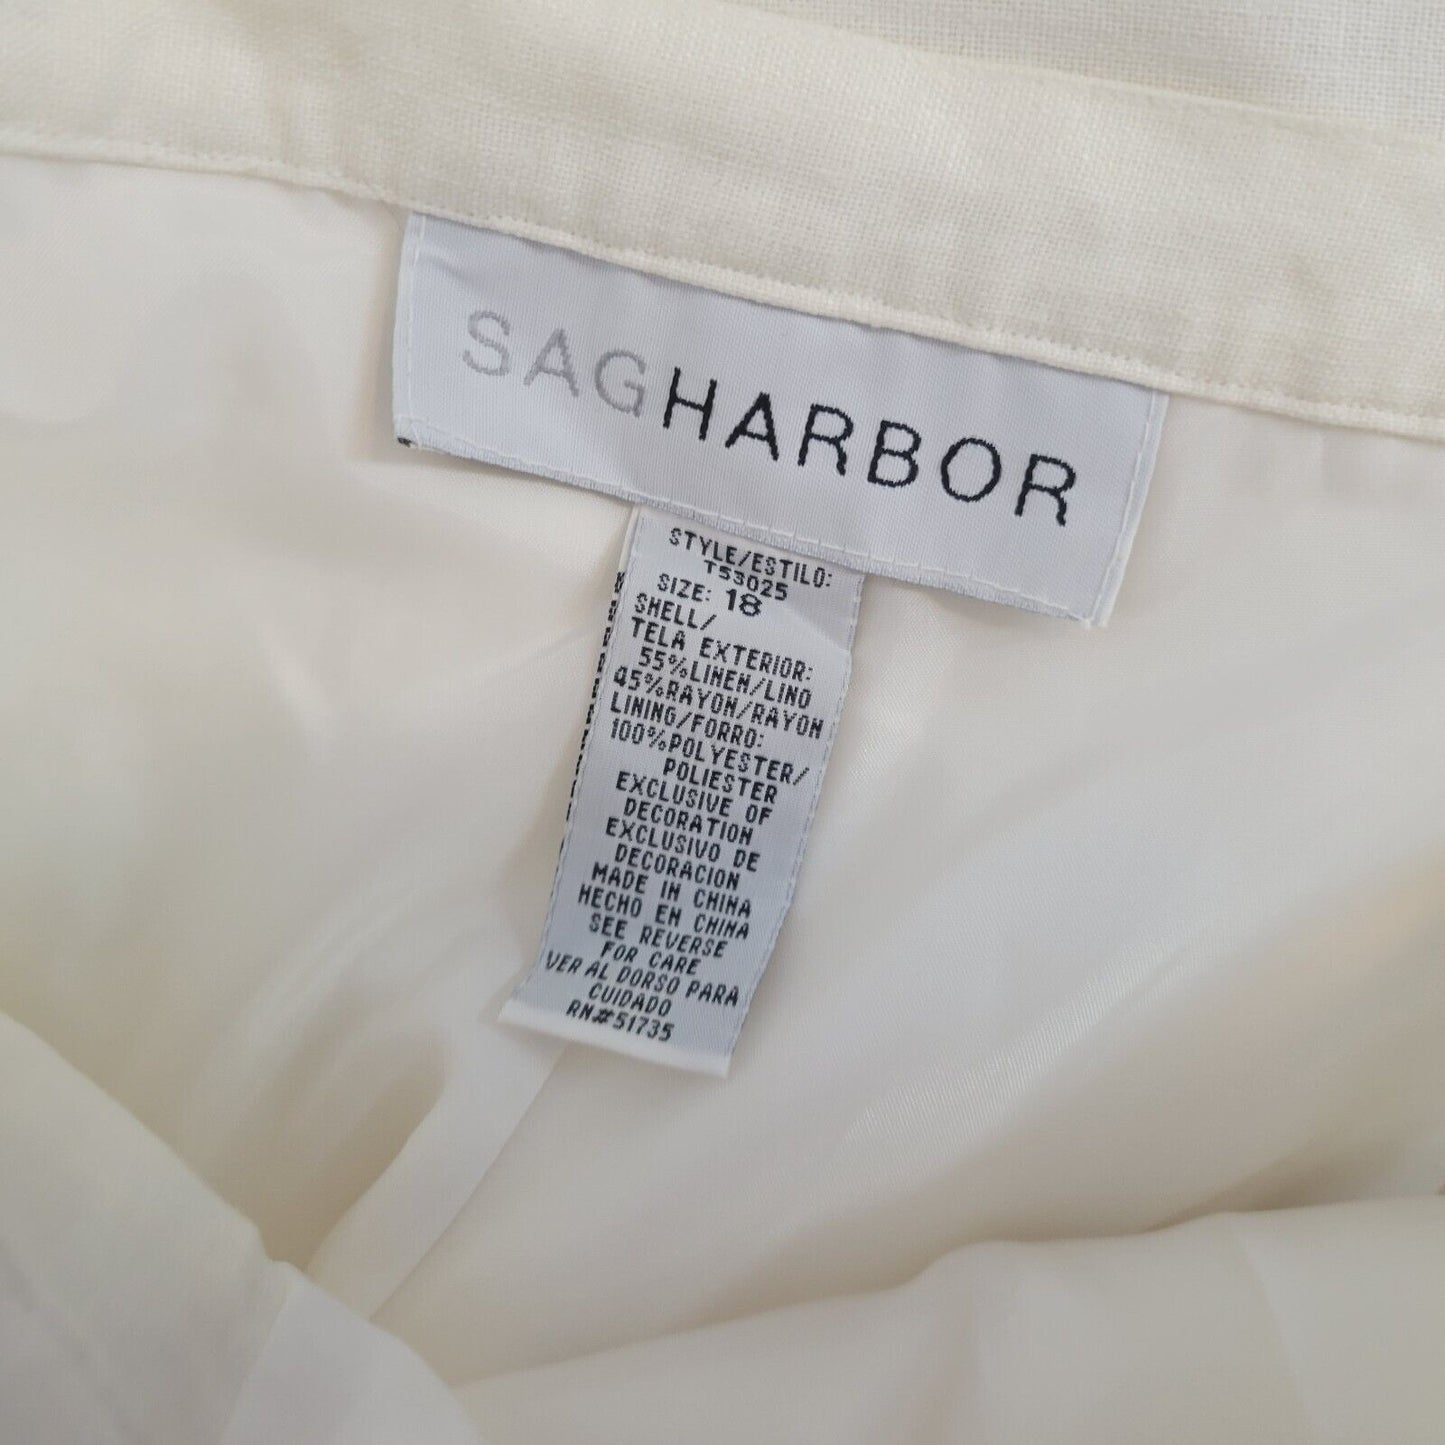 SAGHARBOR
STYLE/ESTILO:
T53025
SIZE: 18
SHELL/
TELA EXTERIOR:
55%LINEN/LINO
45%RAYON/RAYON
LINING/FORRO:
100%POLYESTER/
POLIESTER
EXCLUSIVE OF
DECORATION
EXCLUSIVO DE
DECORACION
MADE IN CHINA
HECHO EN CHINA
SEE REVERSE
FOR CARE
VER AL DORSO PARA
CUIDADO
RN#51735